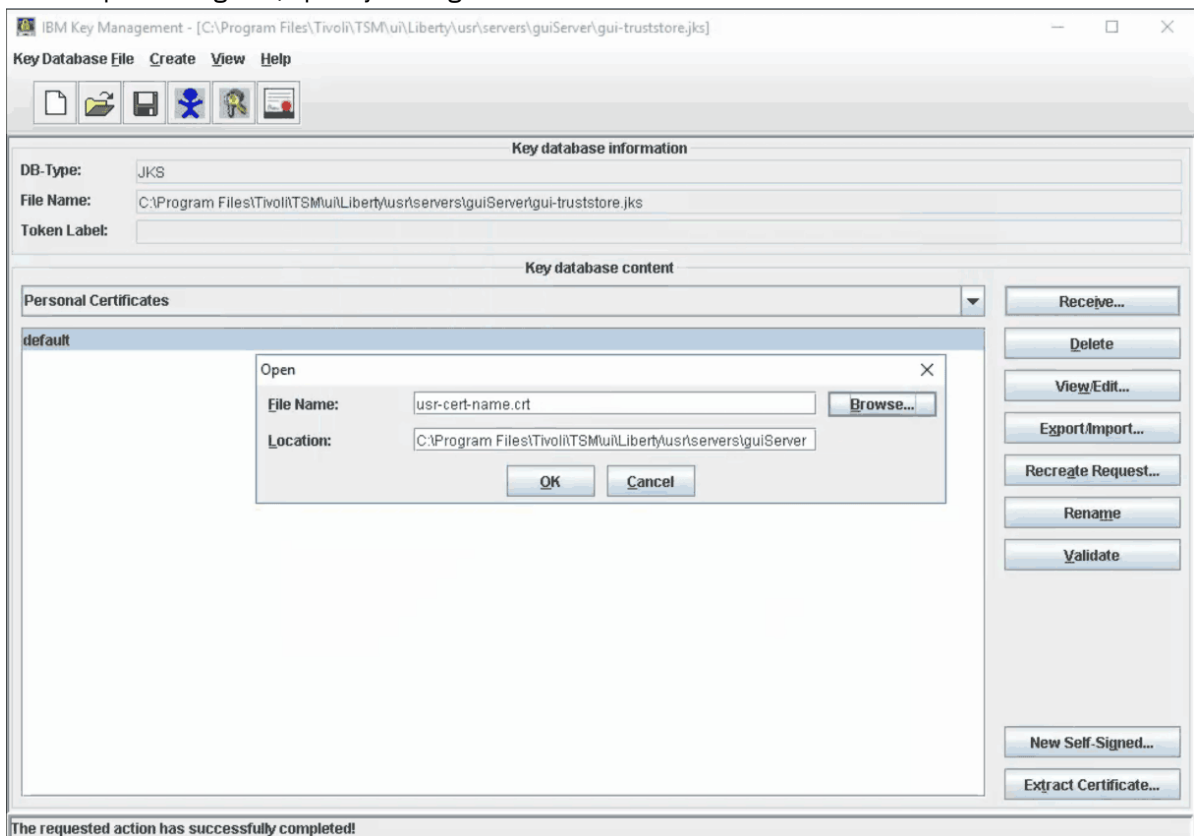 IBM Key Management - [C:\Program Files\Tivoli\TSM\ui\Liberty\usr\servers\guiServer\gui-truststore.jks]
Key Database File Create View Help
Key database information
DB-Type: JKS
File Name: C:\Program Files\Tivoli\TSM\ui\Liberty\usr\servers\guiServer\gui-truststore.jks
Token Label:
Key database content
Personal Certificates
Receive...
default
Delete
Open
View/Edit...
File Name: usr-cert-name.crt Browse...
Export/Import...
Location: C:\Program Files\Tivoli\TSM\ui\Liberty\usr\servers\guiServer
Recreate Request...
OK Cancel
Rename
Validate
New Self-Signed...
Extract Certificate...
The requested action has successfully completed!